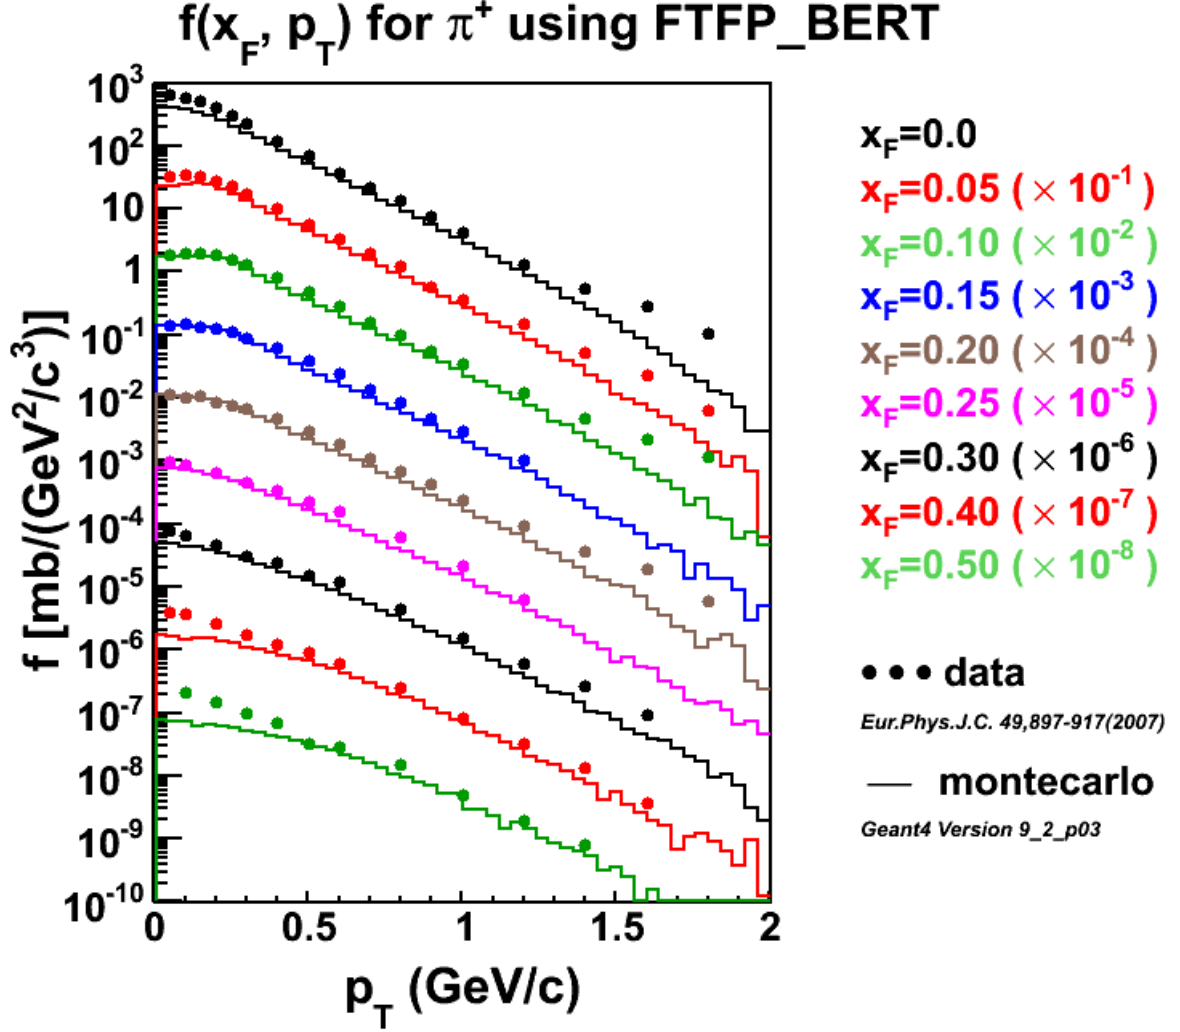 f(x_F, p_T) for π⁺ using FTFP_BERT
f [mb/(GeV²/c³)]
10³
10²
10
1
10⁻¹
10⁻²
10⁻³
10⁻⁴
10⁻⁵
10⁻⁶
10⁻⁷
10⁻⁸
10⁻⁹
10⁻¹⁰
0 0.5 1 1.5 2
p_T (GeV/c)
x_F=0.0
x_F=0.05 ( × 10⁻¹ )
x_F=0.10 ( × 10⁻² )
x_F=0.15 ( × 10⁻³ )
x_F=0.20 ( × 10⁻⁴ )
x_F=0.25 ( × 10⁻⁵ )
x_F=0.30 ( × 10⁻⁶ )
x_F=0.40 ( × 10⁻⁷ )
x_F=0.50 ( × 10⁻⁸ )
data
Eur.Phys.J.C. 49,897-917(2007)
montecarlo
Geant4 Version 9_2_p03